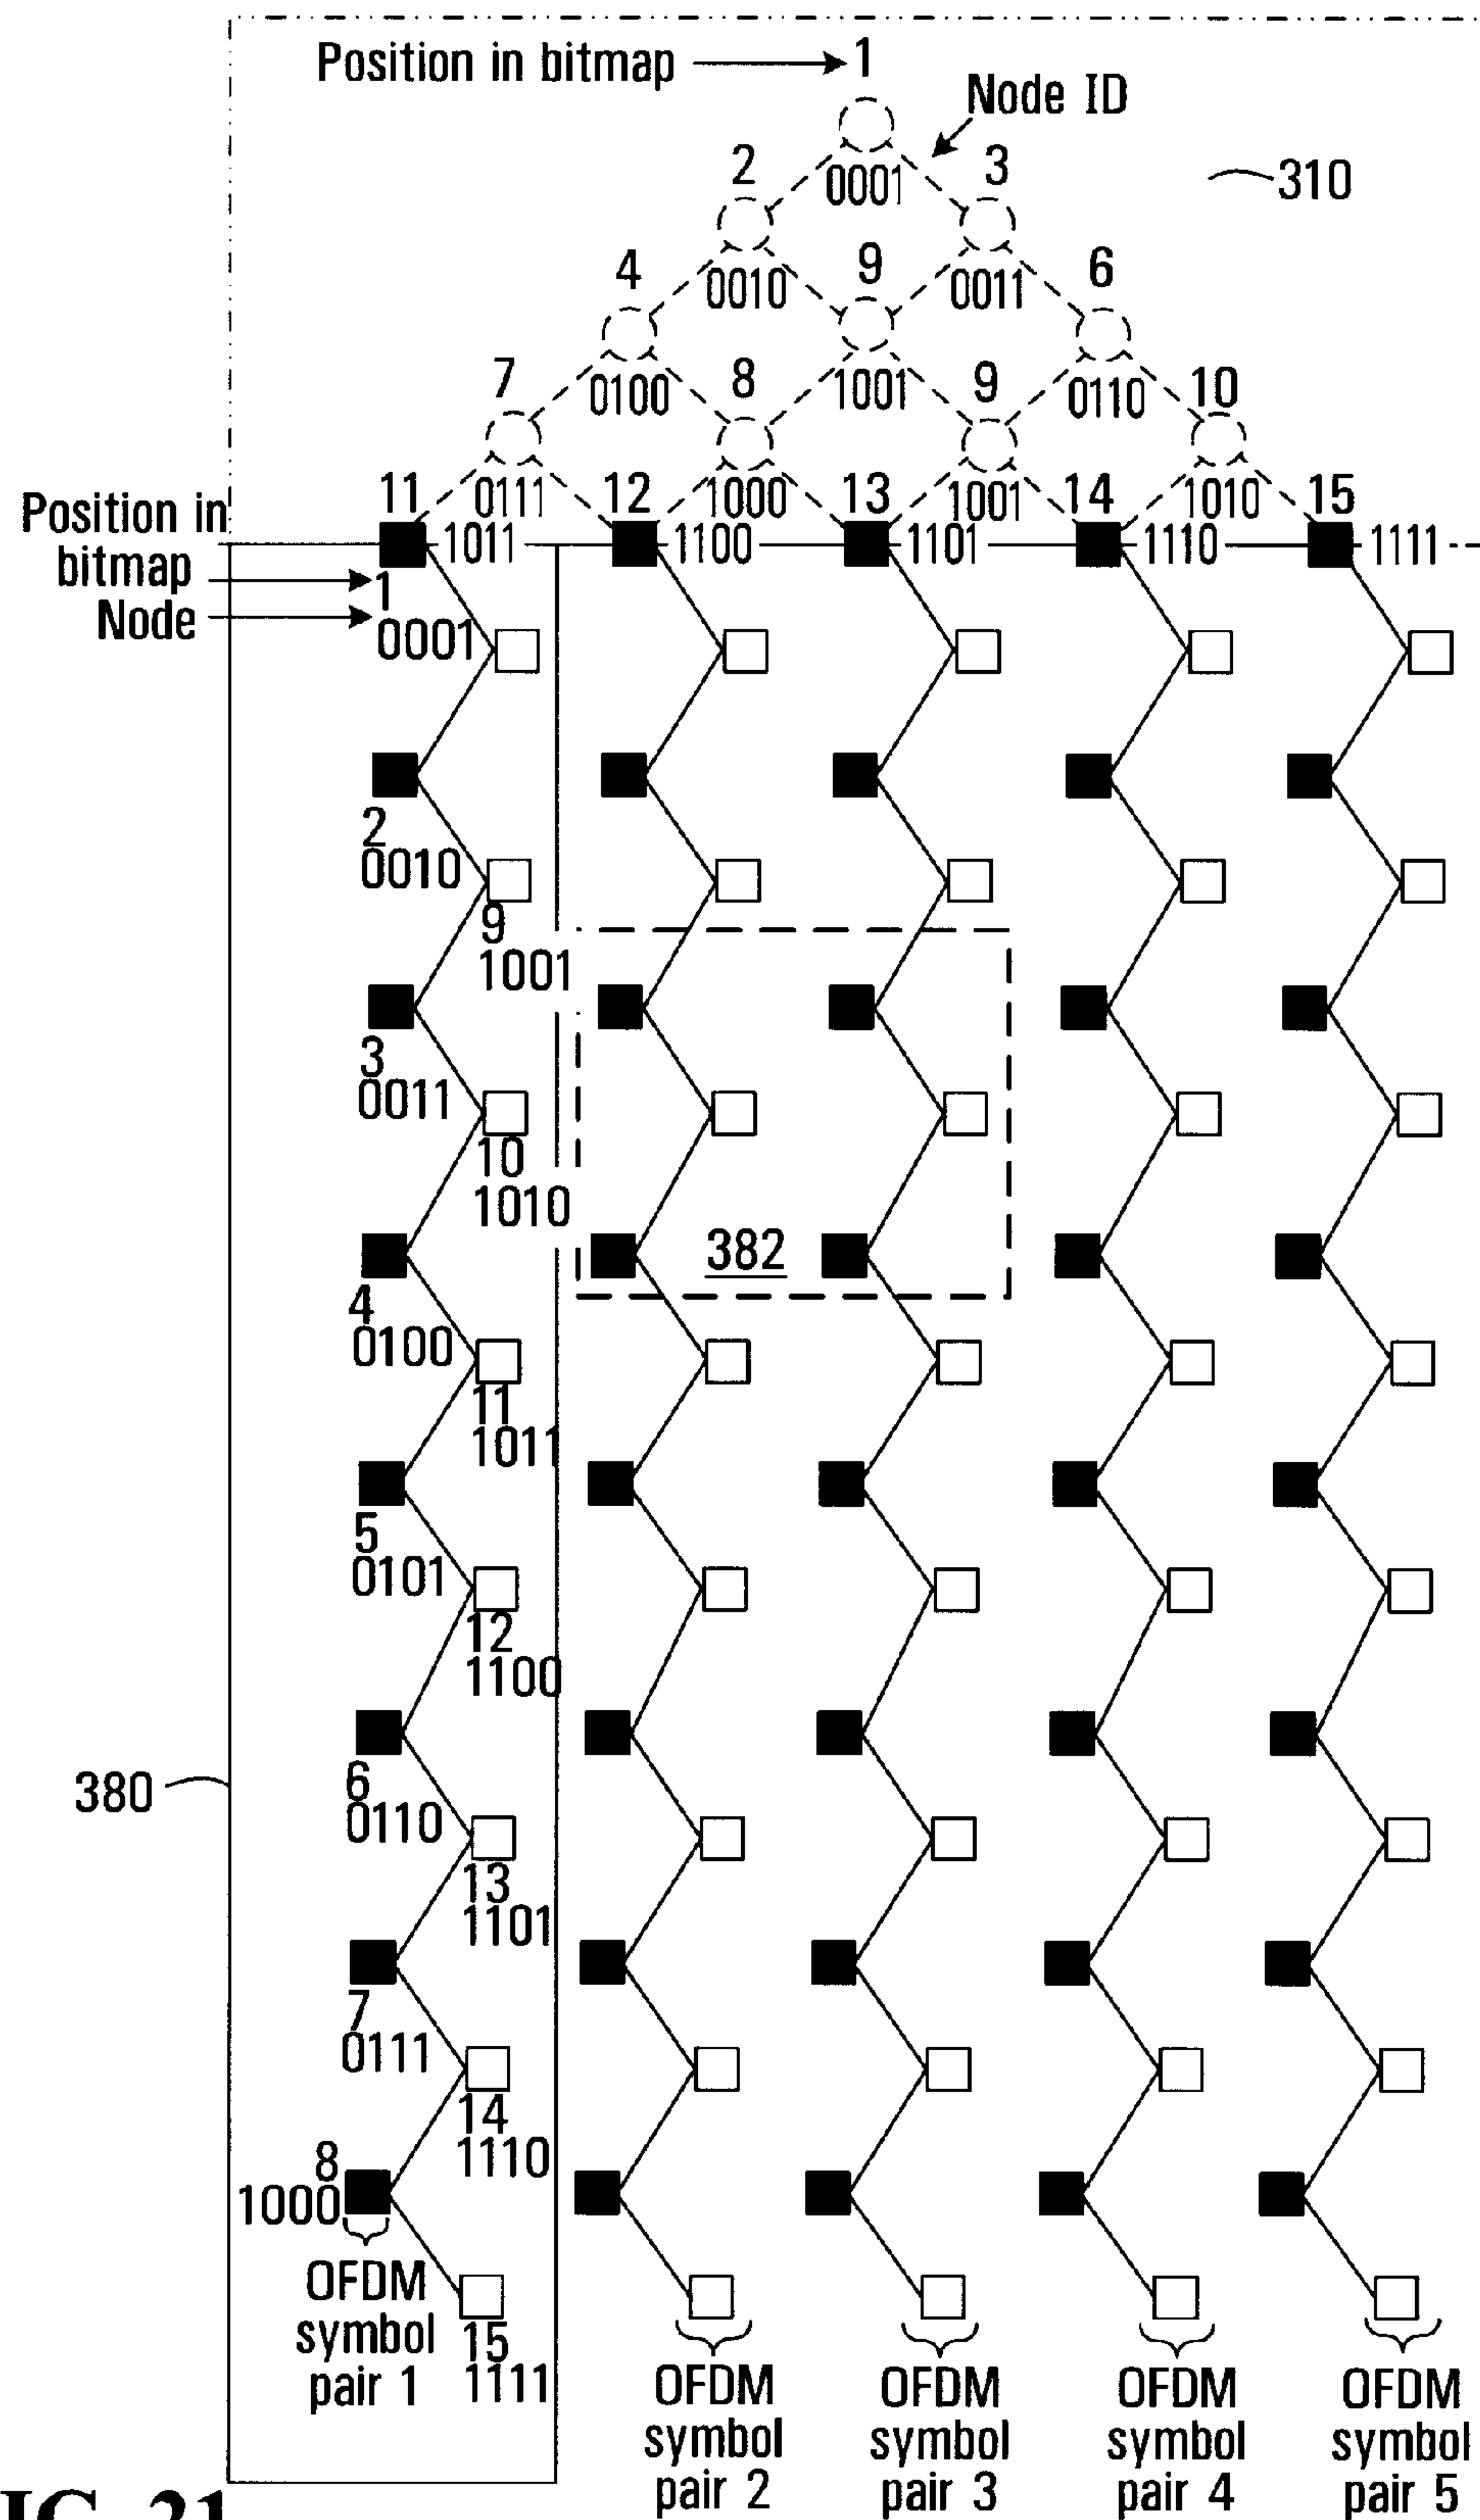 Position in bitmap 1
Node ID
2 0001 3
310
4 0010 9 0011 6
7 0100 8 1001 9 0110 10
11 0111 12 1000 13 1001 14 1010 15
Position in
bitmap
Node
1011 1100 1101 1110 1111
1
0001
2
0010
9
1001
3
0011
10
1010
382
4
0100
11
1011
5
0101
12
1100
380
6
0110
13
1101
7
0111
14
1110
8
1000
15
1111
OFDM
symbol
pair 1
OFDM
symbol
pair 2
OFDM
symbol
pair 3
OFDM
symbol
pair 4
OFDM
symbol
pair 5